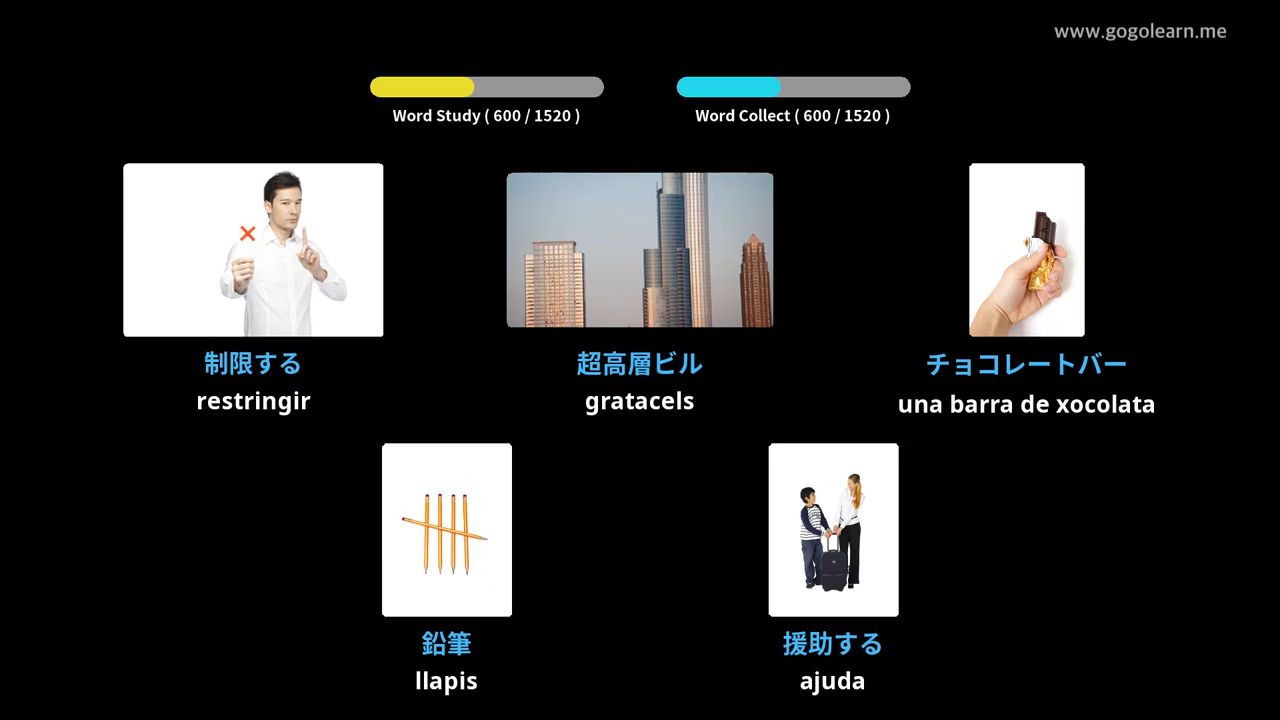 www.gogolearn.me
Word Study ( 600 / 1520 )
Word Collect ( 600 / 1520 )
制限する
restringir
超高層ビル
gratacels
チョコレートバー
una barra de xocolata
鉛筆
llapis
援助する
ajuda